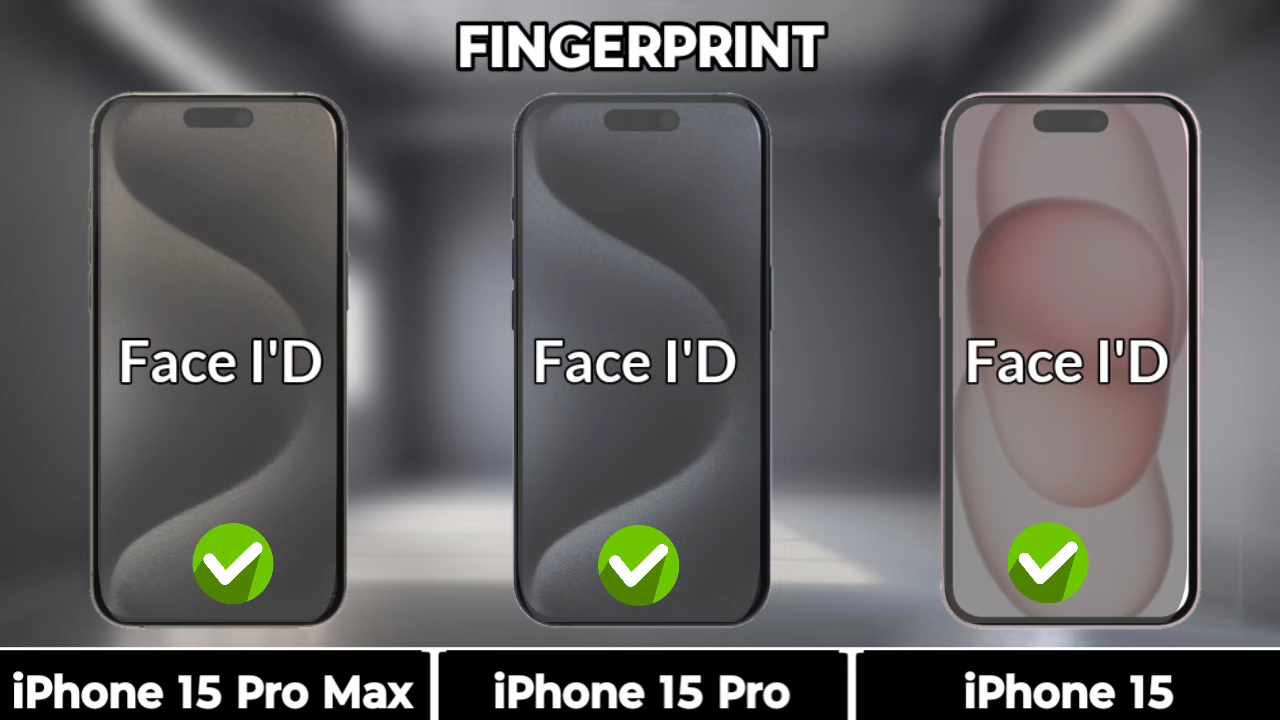 FINGERPRINT
Face I'D
Face I'D
Face I'D
iPhone 15 Pro Max
iPhone 15 Pro
iPhone 15